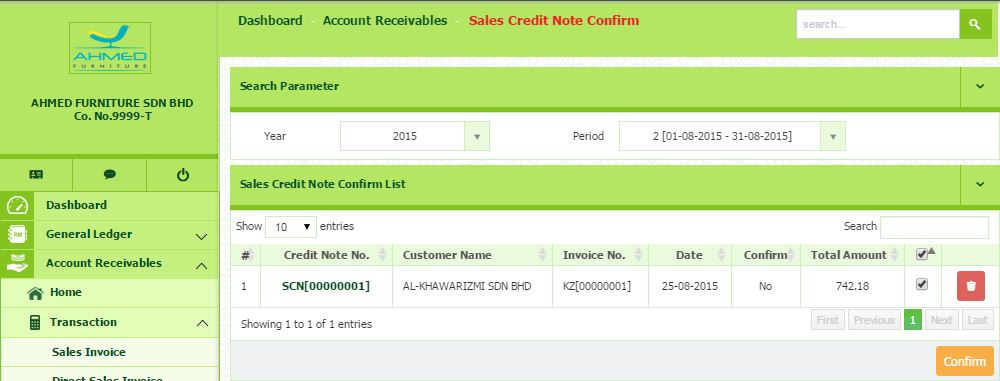 AHMED
FURNITURE
AHMED FURNITURE SDN BHD
Co. No.9999-T
Dashboard
General Ledger
Account Receivables
Home
Transaction
Sales Invoice
Direct Sales Invoice
Dashboard - Account Receivables - Sales Credit Note Confirm
search...
Search Parameter
Year 2015 Period 2 [01-08-2015 - 31-08-2015]
Sales Credit Note Confirm List
Show 10 entries Search
# Credit Note No. Customer Name Invoice No. Date Confirm Total Amount
1 SCN[00000001] AL-KHAWARIZMI SDN BHD KZ[00000001] 25-08-2015 No 742.18
Showing 1 to 1 of 1 entries
First Previous 1 Next Last
Confirm